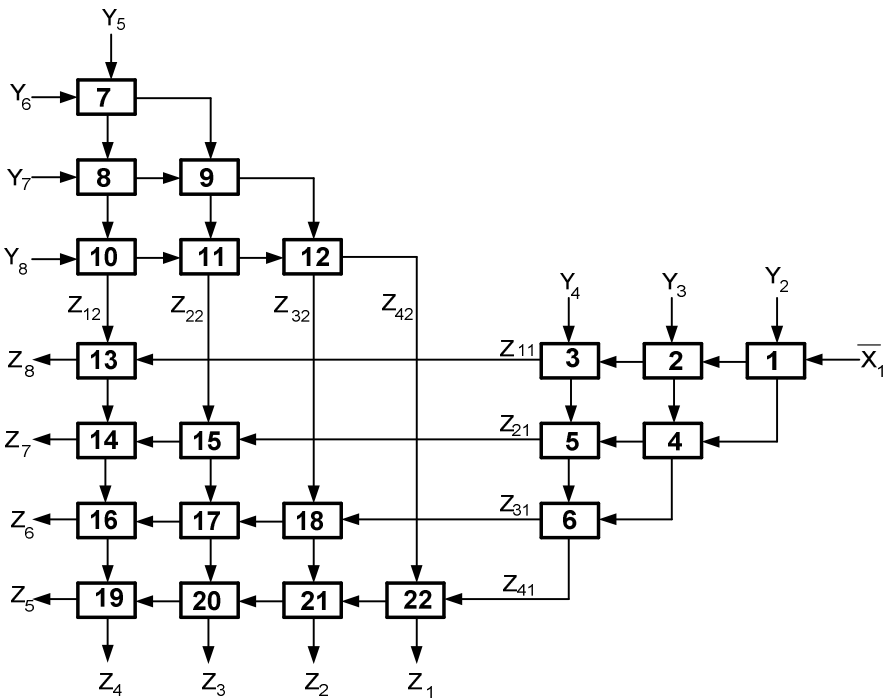 Y₅
Y₆ 7
Y₇ 8 9
Y₈ 10 11 12
Z₁₂ Z₂₂ Z₃₂ Z₄₂
Y₄ Y₃ Y₂
Z₈ 13 Z₁₁ 3 2 1 X̅₁
Z₇ 14 15 Z₂₁ 5 4
Z₆ 16 17 18 Z₃₁ 6
Z₅ 19 20 21 22 Z₄₁
Z₄ Z₃ Z₂ Z₁